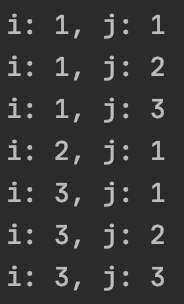 i: 1, j: 1
i: 1, j: 2
i: 1, j: 3
i: 2, j: 1
i: 3, j: 1
i: 3, j: 2
i: 3, j: 3